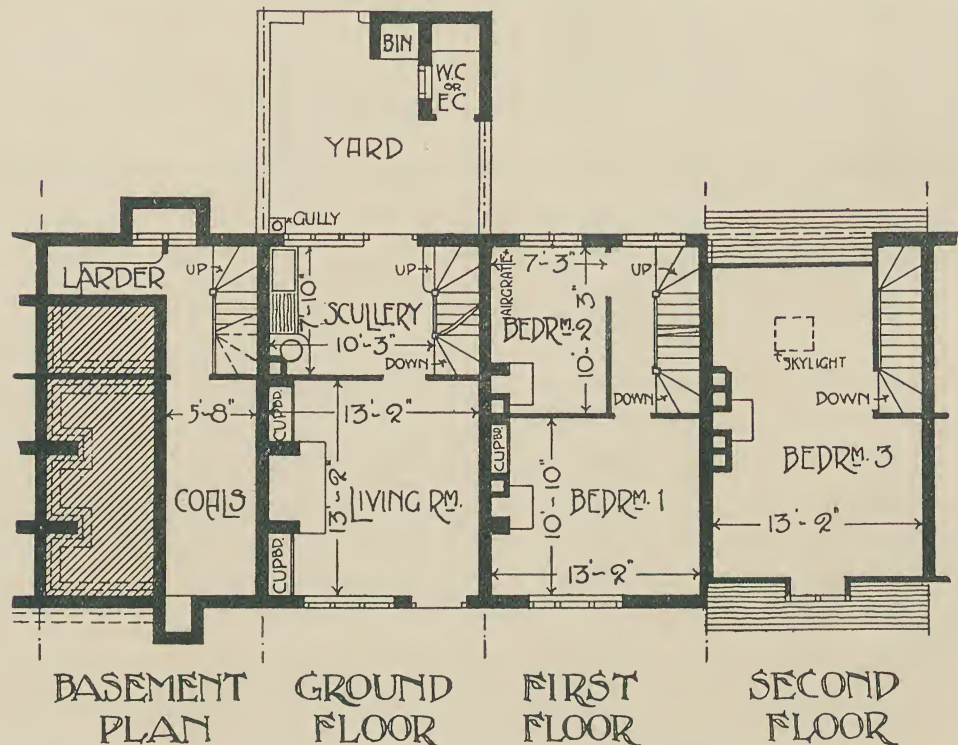 BIN
W.C
OR
EC
YARD
GULLY
LARDER
UP
5'-8"
COALS
UP
SCULLERY
7'-10"
10'-3"
DOWN
CUPBD.
13'-2"
13'-2"
LIVING RM.
CUPBD.
AIRGRATE
7'-3"
UP
BEDRM. 2
10'-3"
DOWN
CUPBD.
10'-10"
BEDRM. 1
13'-2"
SKYLIGHT
DOWN
BEDRM. 3
13'-2"
BASEMENT
PLAN
GROUND
FLOOR
FIRST
FLOOR
SECOND
FLOOR